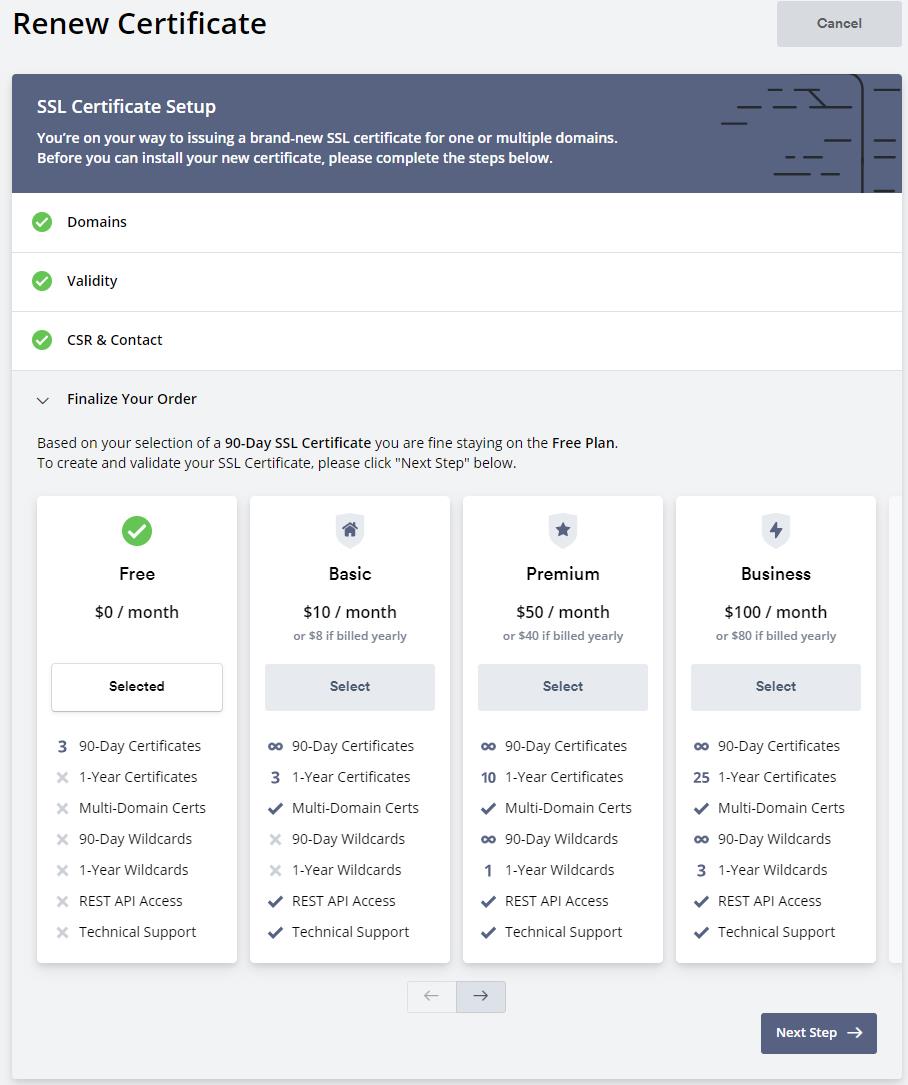 Renew Certificate
Cancel
SSL Certificate Setup
You're on your way to issuing a brand-new SSL certificate for one or multiple domains.
Before you can install your new certificate, please complete the steps below.
Domains
Validity
CSR & Contact
Finalize Your Order
Based on your selection of a 90-Day SSL Certificate you are fine staying on the Free Plan.
To create and validate your SSL Certificate, please click "Next Step" below.
Free
$0 / month
Selected
3 90-Day Certificates
1-Year Certificates
Multi-Domain Certs
90-Day Wildcards
1-Year Wildcards
REST API Access
Technical Support
Basic
$10 / month
or $8 if billed yearly
Select
∞ 90-Day Certificates
3 1-Year Certificates
Multi-Domain Certs
90-Day Wildcards
1-Year Wildcards
REST API Access
Technical Support
Premium
$50 / month
or $40 if billed yearly
Select
∞ 90-Day Certificates
10 1-Year Certificates
Multi-Domain Certs
∞ 90-Day Wildcards
1 1-Year Wildcards
REST API Access
Technical Support
Business
$100 / month
or $80 if billed yearly
Select
∞ 90-Day Certificates
25 1-Year Certificates
Multi-Domain Certs
∞ 90-Day Wildcards
3 1-Year Wildcards
REST API Access
Technical Support
Next Step